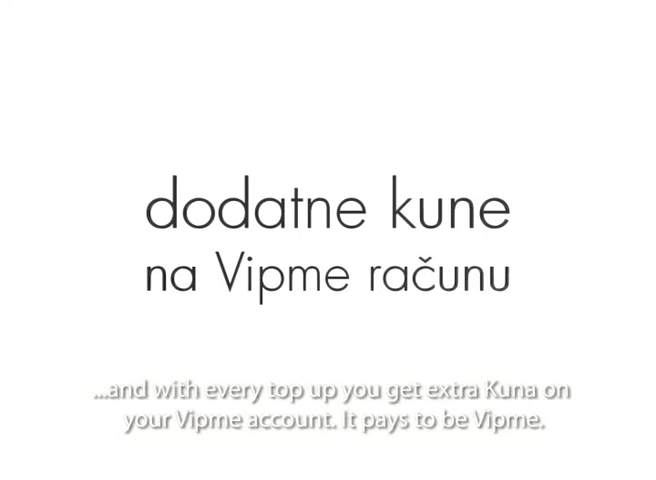 dodatne kune
na Vipme računu
...and with every top up you get extra Kuna on
your Vipme account. It pays to be Vipme.